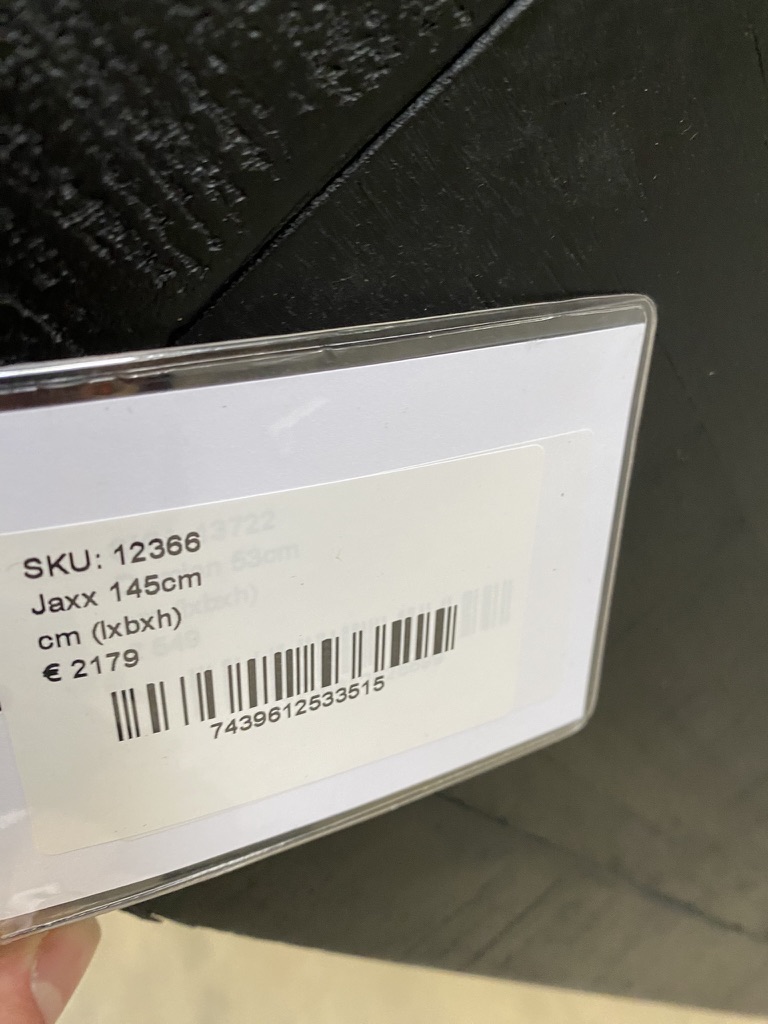 SKU: 12366
Jaxx 145cm
cm (lxbxh)
€ 2179
7439612533515